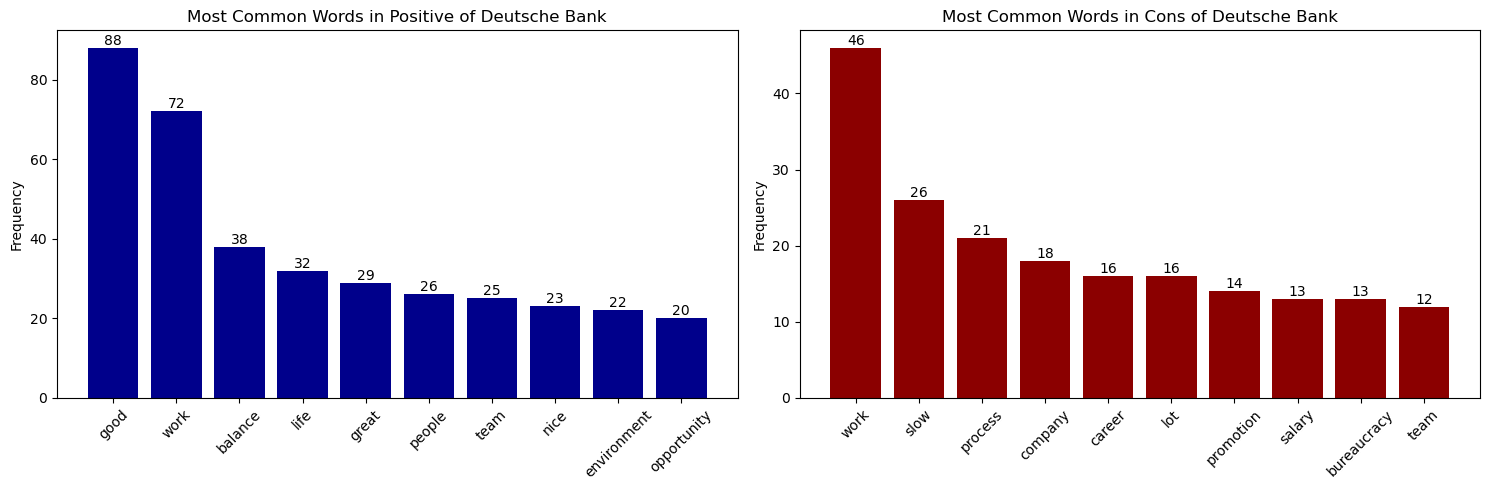 Most Common Words in Positive of Deutsche Bank
Frequency
80
60
40
20
0
88
72
38
32
29
26
25
23
22
20
good
work
balance
life
great
people
team
nice
environment
opportunity
Most Common Words in Cons of Deutsche Bank
Frequency
40
30
20
10
0
46
26
21
18
16
16
14
13
13
12
work
slow
process
company
career
lot
promotion
salary
bureaucracy
team